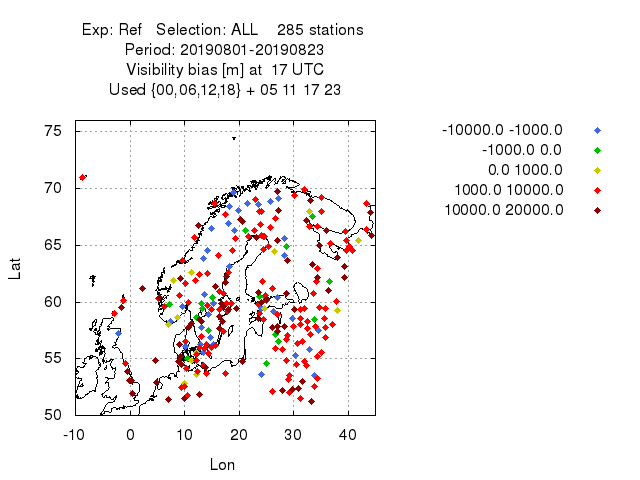 Exp: Ref   Selection: ALL    285 stations
Period: 20190801-20190823
Visibility bias [m] at  17 UTC
Used {00,06,12,18} + 05 11 17 23
-10000.0 -1000.0
-1000.0 0.0
0.0 1000.0
1000.0 10000.0
10000.0 20000.0
75
70
65
60
55
50
Lat
-10 0 10 20 30 40
Lon